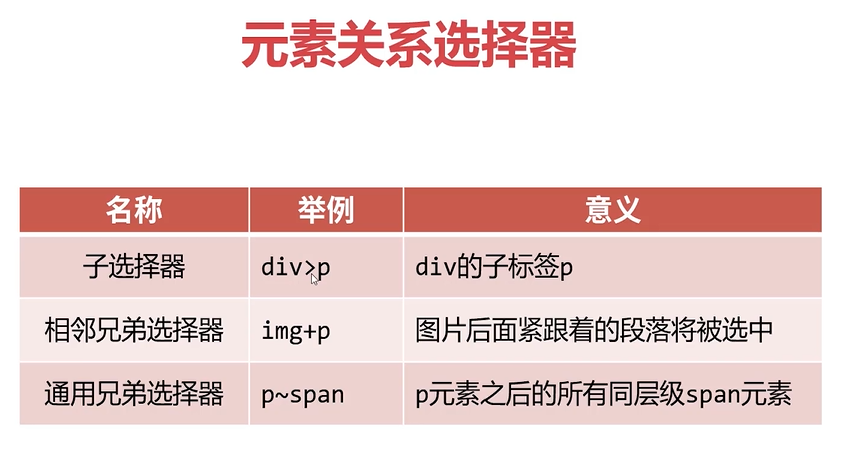 元素关系选择器
名称 举例 意义
子选择器 div>p div的子标签p
相邻兄弟选择器 img+p 图片后面紧跟着的段落将被选中
通用兄弟选择器 p~span p元素之后的所有同层级span元素